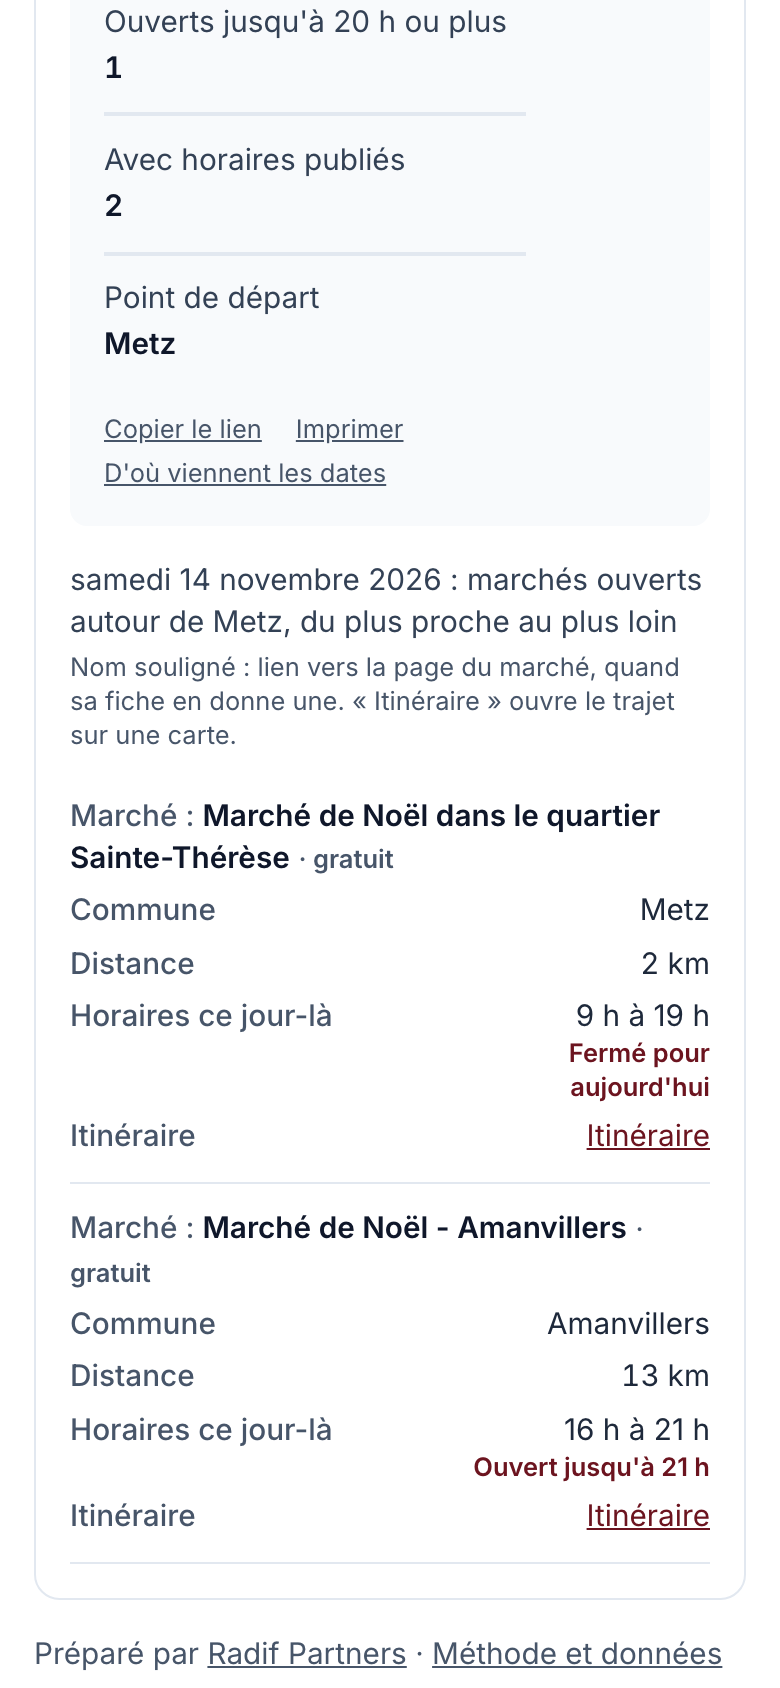 Ouverts jusqu'à 20 h ou plus
1
Avec horaires publiés
2
Point de départ
Metz
Copier le lien Imprimer
D'où viennent les dates
samedi 14 novembre 2026 : marchés ouverts
autour de Metz, du plus proche au plus loin
Nom souligné : lien vers la page du marché, quand
sa fiche en donne une. « Itinéraire » ouvre le trajet
sur une carte.
Marché : Marché de Noël dans le quartier
Sainte-Thérèse · gratuit
Commune Metz
Distance 2 km
Horaires ce jour-là 9 h à 19 h
Fermé pour
aujourd'hui
Itinéraire Itinéraire
Marché : Marché de Noël - Amanvillers ·
gratuit
Commune Amanvillers
Distance 13 km
Horaires ce jour-là 16 h à 21 h
Ouvert jusqu'à 21 h
Itinéraire Itinéraire
Préparé par Radif Partners · Méthode et données